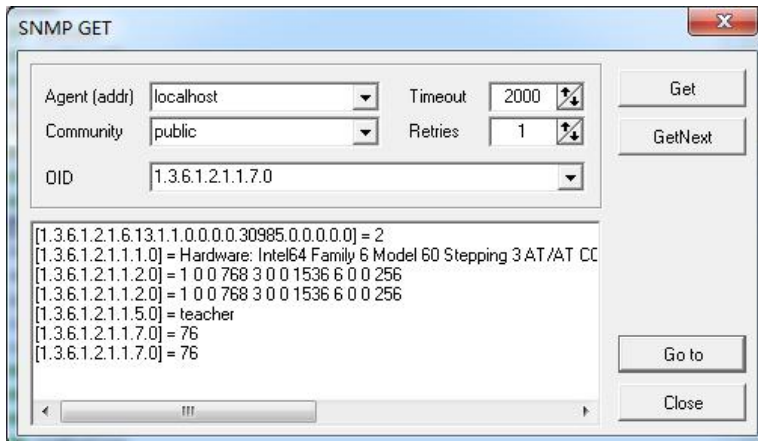 SNMP GET
Agent (addr) localhost Timeout 2000 Get
Community public Retries 1 GetNext
OID 1.3.6.1.2.1.1.7.0
[1.3.6.1.2.1.6.13.1.1.0.0.0.0.30985.0.0.0.0.0] = 2
[1.3.6.1.2.1.1.1.0] = Hardware: Intel64 Family 6 Model 60 Stepping 3 AT/AT CO
[1.3.6.1.2.1.1.2.0] = 1 0 0 768 3 0 0 1536 6 0 0 256
[1.3.6.1.2.1.1.2.0] = 1 0 0 768 3 0 0 1536 6 0 0 256
[1.3.6.1.2.1.1.5.0] = teacher
[1.3.6.1.2.1.1.7.0] = 76
[1.3.6.1.2.1.1.7.0] = 76
Go to
Close